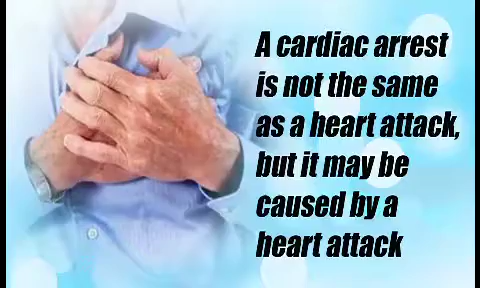 A cardiac arrest
is not the same
as a heart attack,
but it may be
caused by a
heart attack